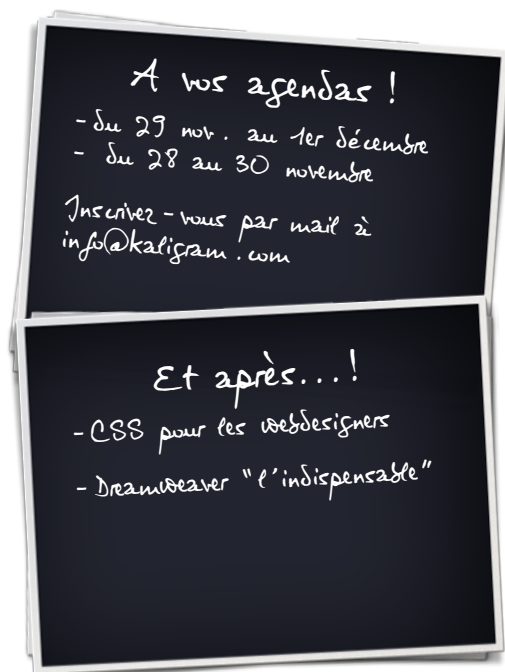 A vos agendas !
- du 29 nov. au 1er décembre
- du 28 au 30 novembre
Inscrivez-vous par mail à
info@kaligram.com
Et après...!
- CSS pour les webdesigners
- Dreamweaver "l'indispensable"